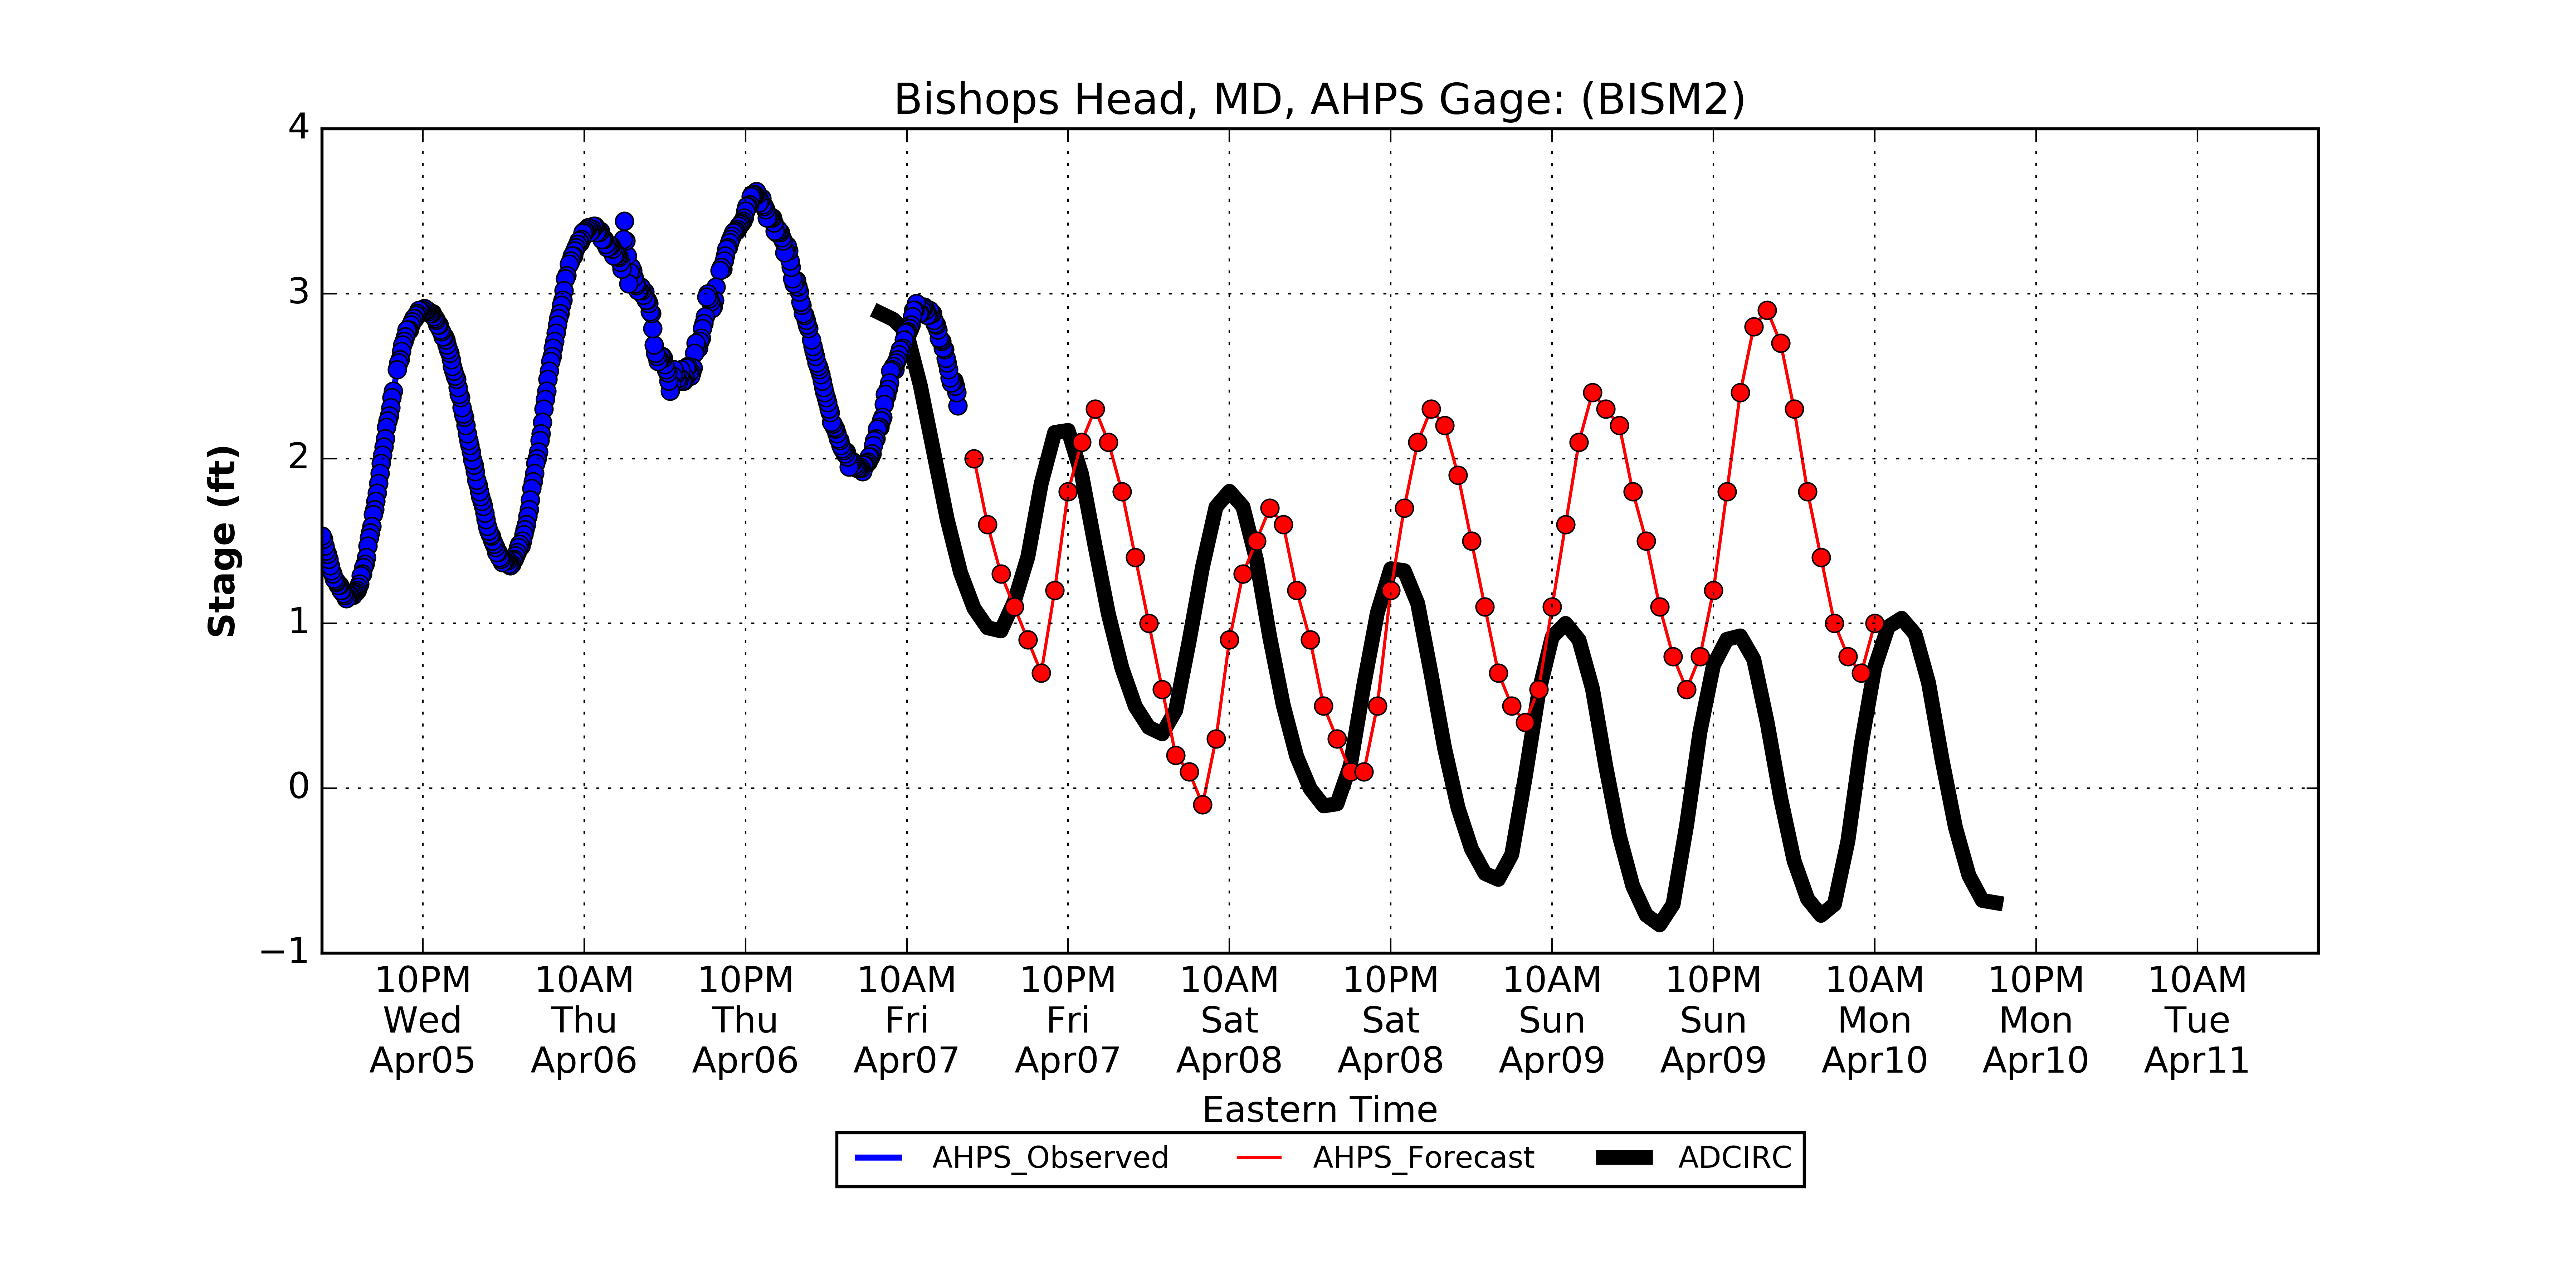 Bishops Head, MD, AHPS Gage: (BISM2)
4
3
2
1
0
−1
Stage (ft)
10PM 10AM 10PM 10AM 10PM 10AM 10PM 10AM 10PM 10AM 10PM 10AM
Wed Thu Thu Fri Fri Sat Sat Sun Sun Mon Mon Tue
Apr05 Apr06 Apr06 Apr07 Apr07 Apr08 Apr08 Apr09 Apr09 Apr10 Apr10 Apr11
Eastern Time
AHPS_Observed AHPS_Forecast ADCIRC